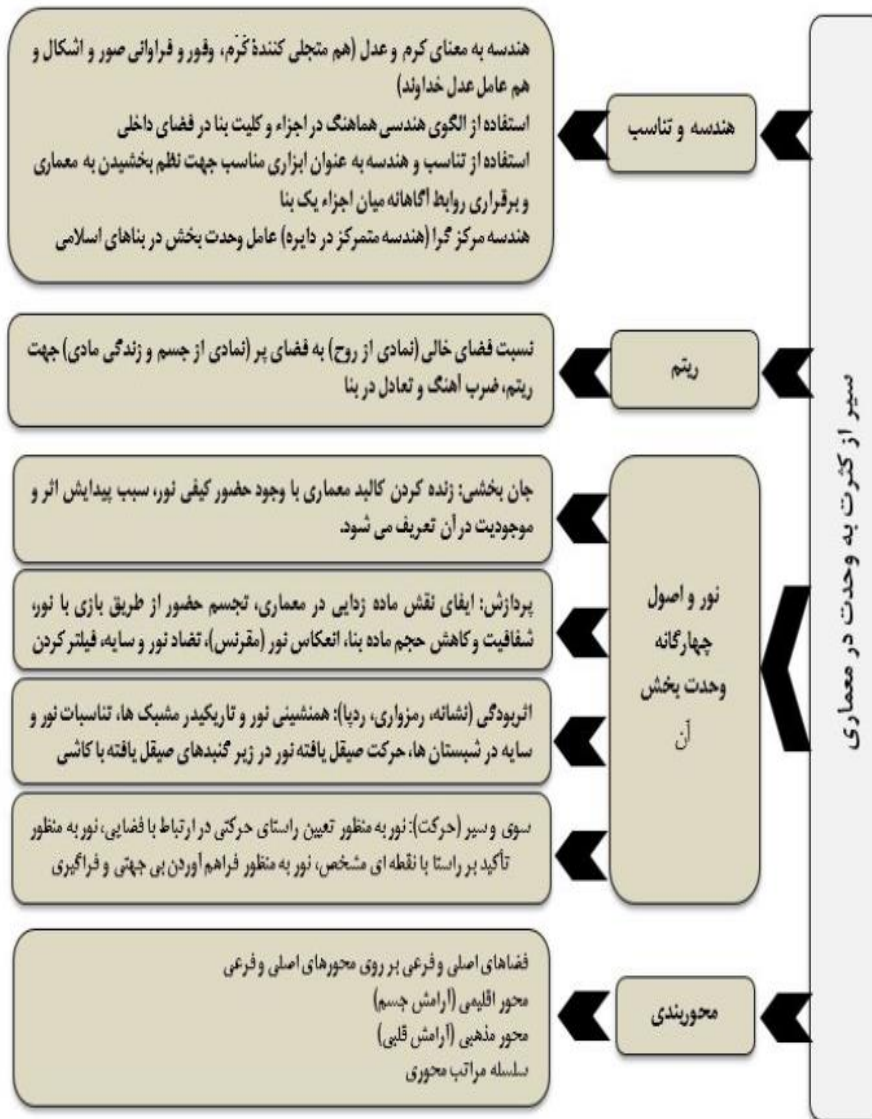 سیر از کثرت به وحدت در معماری
هندسه و تناسب
هندسه به معنای کرم و عدل (هم متجلی کنندهٔ کَرَم، وفور و فراوانی صور و اشکال و
هم عامل عدل خداوند)
استفاده از الگوی هندسی هماهنگ در اجزاء و کلیت بنا در فضای داخلی
استفاده از تناسب و هندسه به عنوان ابزاری مناسب جهت نظم بخشیدن به معماری
و برقراری روابط آگاهانه میان اجزاء یک بنا
هندسه مرکز گرا (هندسه متمرکز در دایره) عامل وحدت بخش در بناهای اسلامی
ریتم
نسبت فضای خالی (نمادی از روح) به فضای پر (نمادی از جسم و زندگی مادی) جهت
ریتم، ضرب آهنگ و تعادل در بنا
نور و اصول
چهارگانه
وحدت بخش
آن
جان بخشی: زنده کردن کالبد معماری با وجود حضور کیفی نور، سبب پیدایش اثر و
موجودیت در آن تعریف می شود.
پردازش: ایفای نقش ماده زدایی در معماری، تجسم حضور از طریق بازی با نور،
شفافیت و کاهش حجم ماده بنا، انعکاس نور (مقرنس)، تضاد نور و سایه، فیلتر کردن
اثربودگی (نشانه، رمزواری، ردپا): همنشینی نور و تاریکیدر مشبک ها، تناسبات نور و
سایه در شبستان ها، حرکت صیقل یافته نور در زیر گنبدهای صیقل یافته با کاشی
سوی و سیر (حرکت): نور به منظور تعیین راستای حرکتی در ارتباط با فضایی، نور به منظور
تأکید بر راستا با نقطه ای مشخص، نور به منظور فراهم آوردن بی جهتی و فراگیری
محوربندی
فضاهای اصلی و فرعی بر روی محورهای اصلی و فرعی
محور اقلیمی (آرامش جسم)
محور مذهبی (آرامش قلبی)
سلسله مراتب محوری